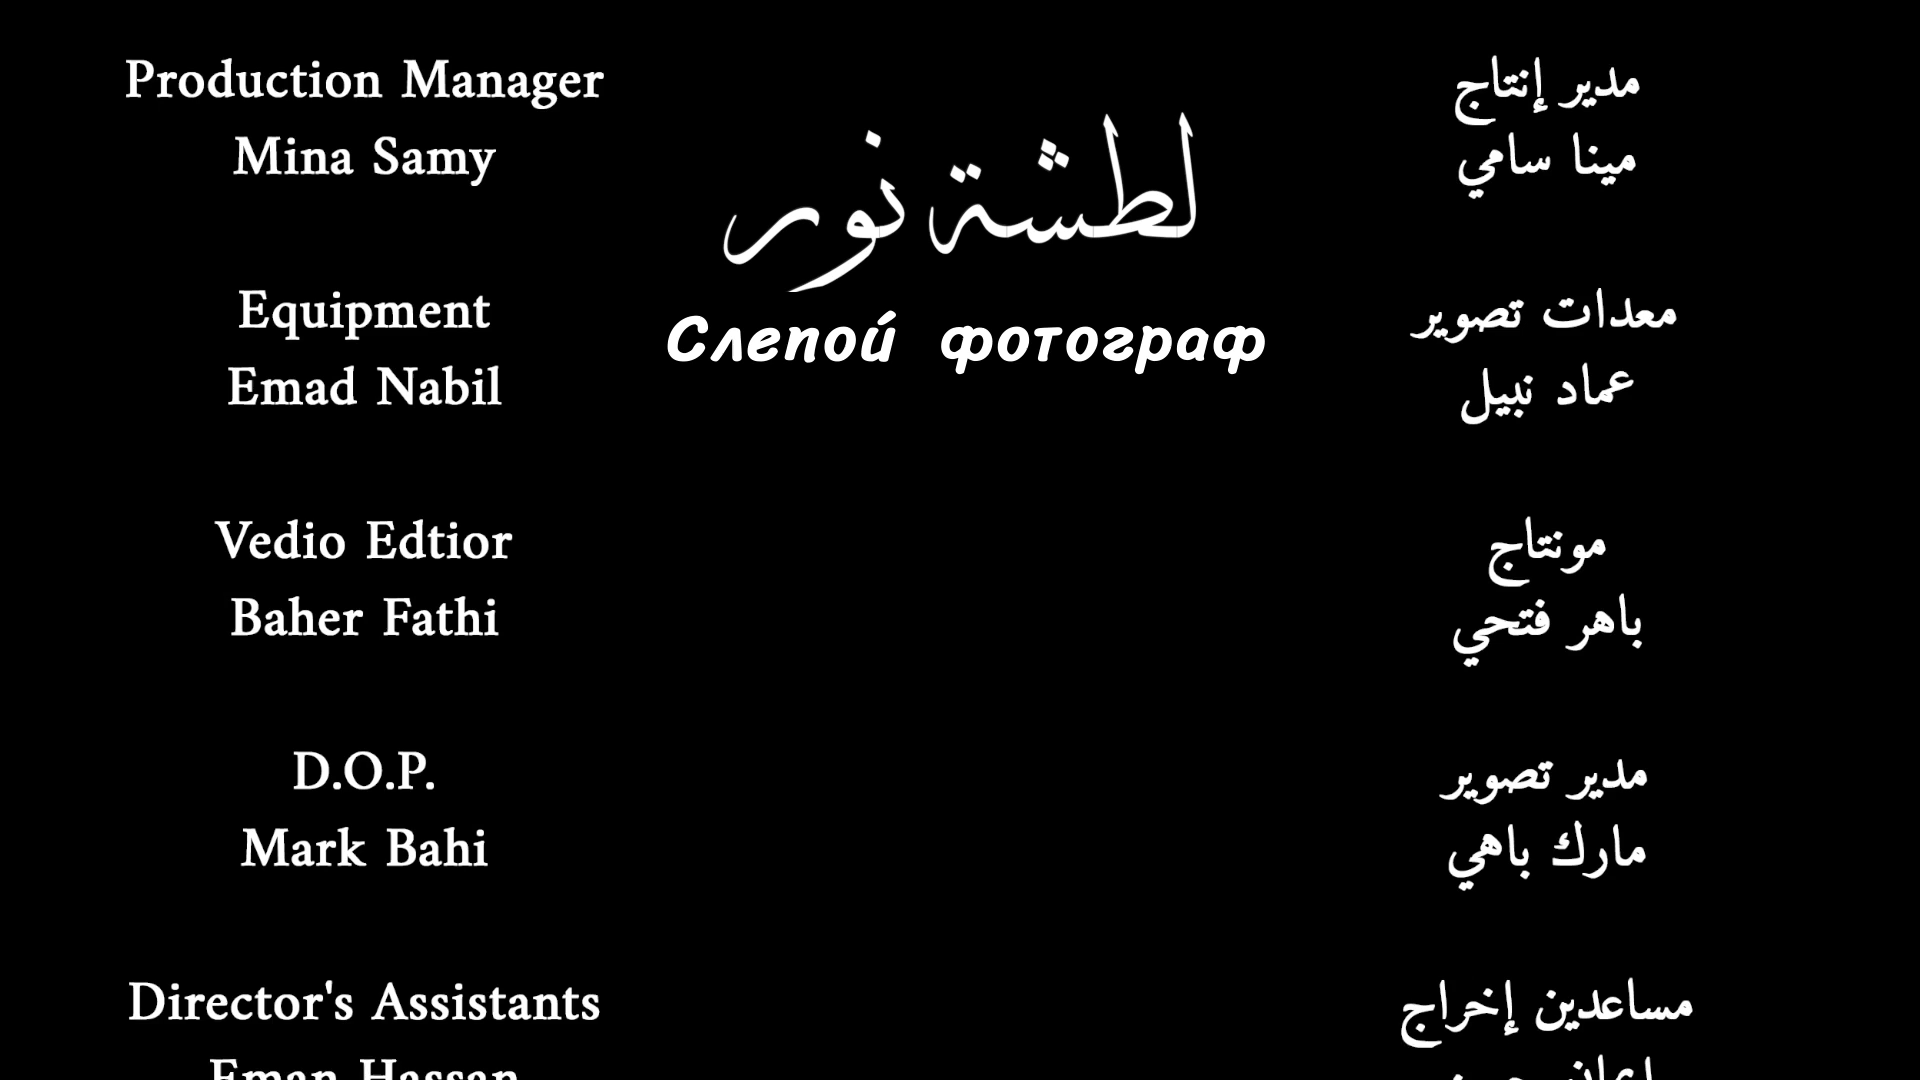 Production Manager
Mina Samy
Equipment
Emad Nabil
Vedio Edtior
Baher Fathi
D.O.P.
Mark Bahi
Director's Assistants
Eman Hassan
لطشة نور
Слепой фотограф
مدير إنتاج
مينا سامي
معدات تصوير
عماد نبيل
مونتاج
باهر فتحي
مدير تصوير
مارك باهي
مساعدين إخراج